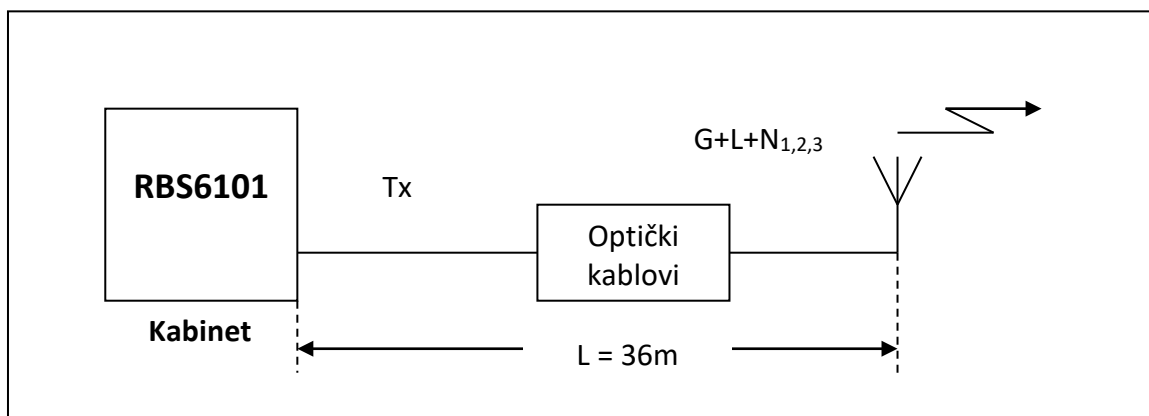 G+L+N1,2,3
RBS6101
Tx
Optički
kablovi
Kabinet
L = 36m